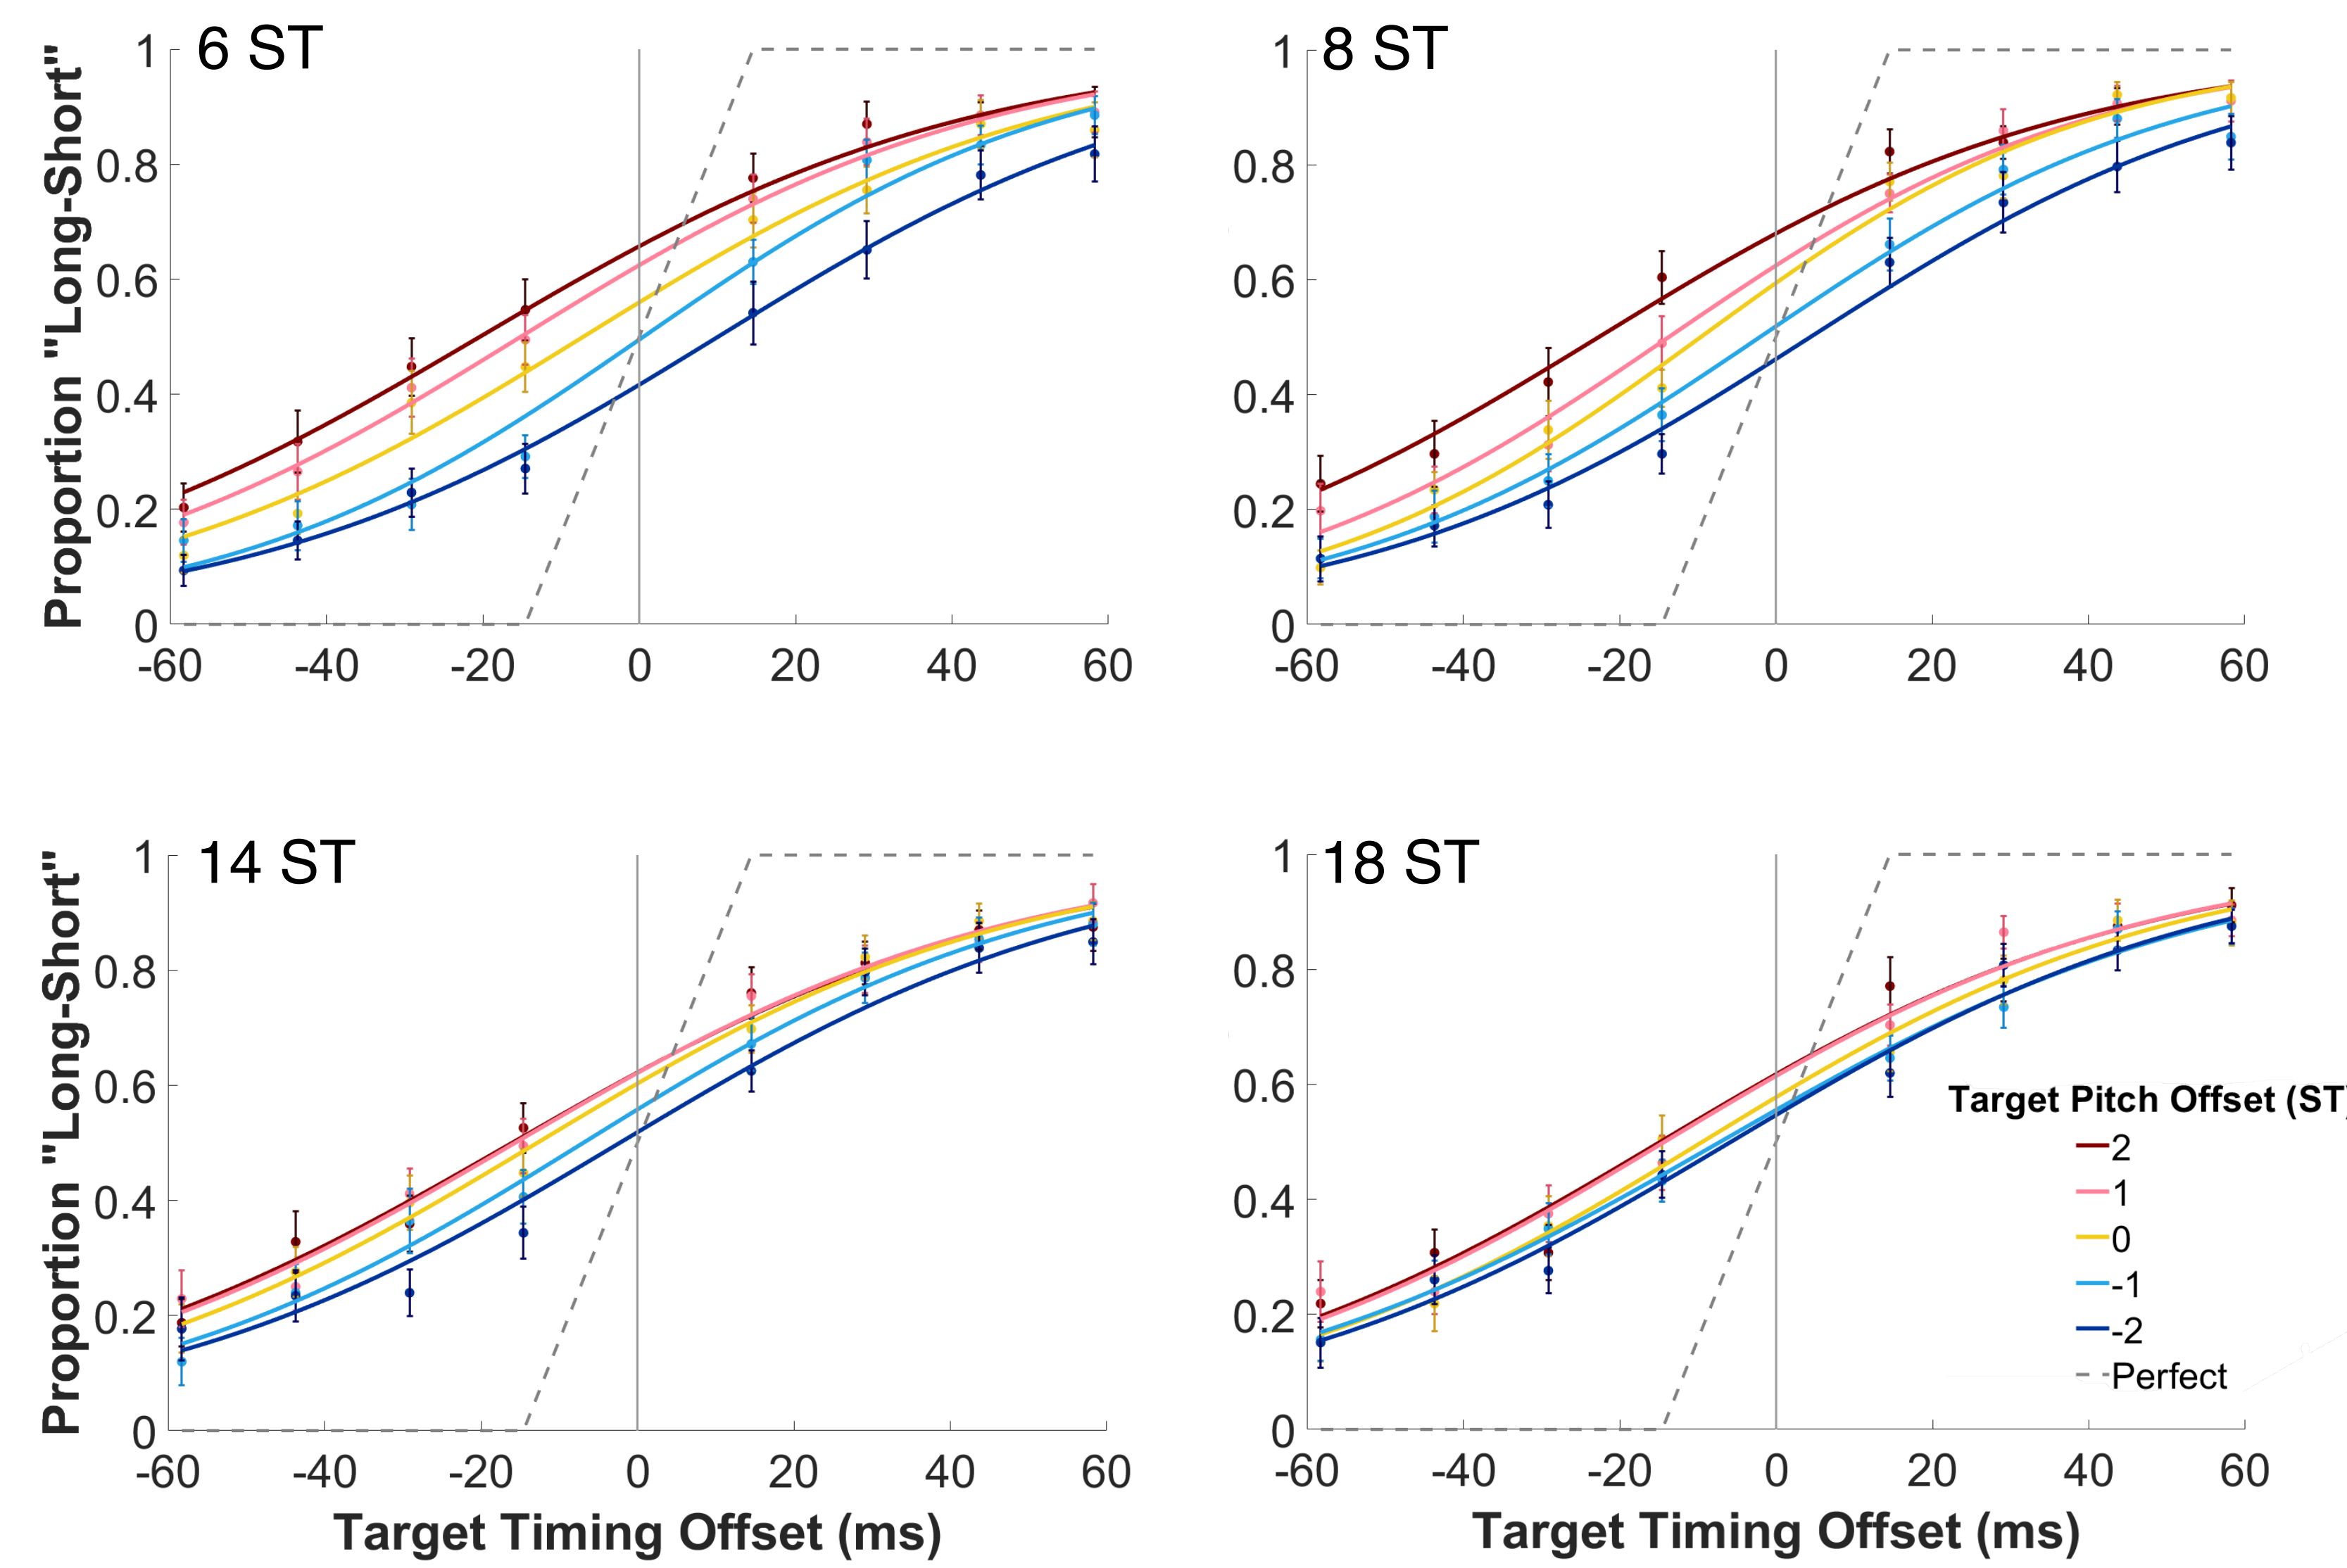 6 ST
Proportion "Long-Short"
1
0.8
0.6
0.4
0.2
0
-60 -40 -20 0 20 40 60
8 ST
1
0.8
0.6
0.4
0.2
0
-60 -40 -20 0 20 40 60
14 ST
Proportion "Long-Short"
1
0.8
0.6
0.4
0.2
0
-60 -40 -20 0 20 40 60
Target Timing Offset (ms)
18 ST
1
0.8
0.6
0.4
0.2
0
-60 -40 -20 0 20 40 60
Target Timing Offset (ms)
Target Pitch Offset (ST)
2
1
0
-1
-2
Perfect